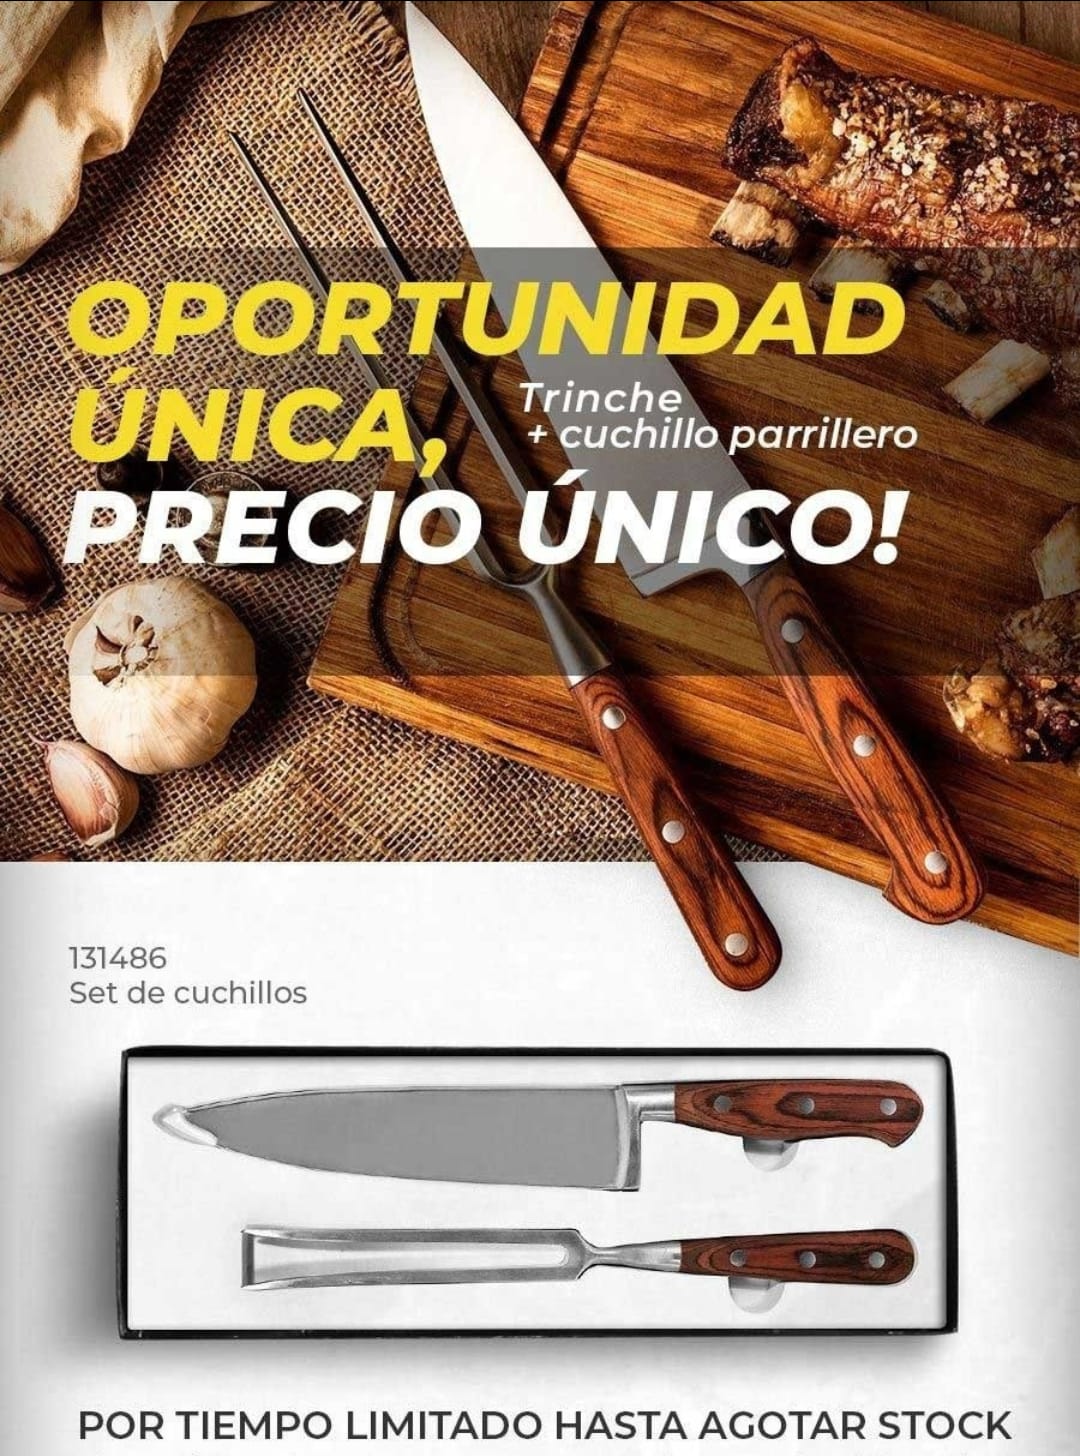 OPORTUNIDAD
ÚNICA,
Trinche
+ cuchillo parrillero
PRECIO ÚNICO!
131486
Set de cuchillos
POR TIEMPO LIMITADO HASTA AGOTAR STOCK